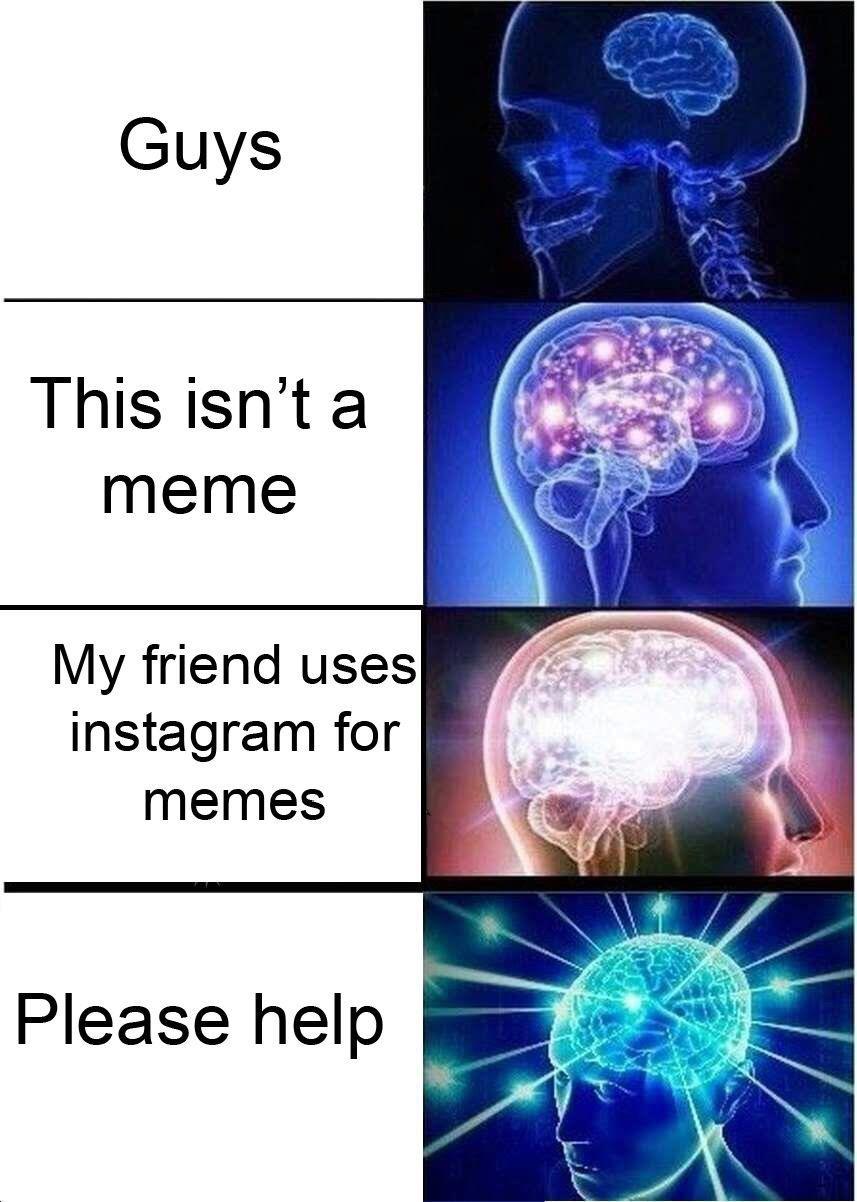 Guys
This isn’t a
meme
My friend uses
instagram for
memes
Please help